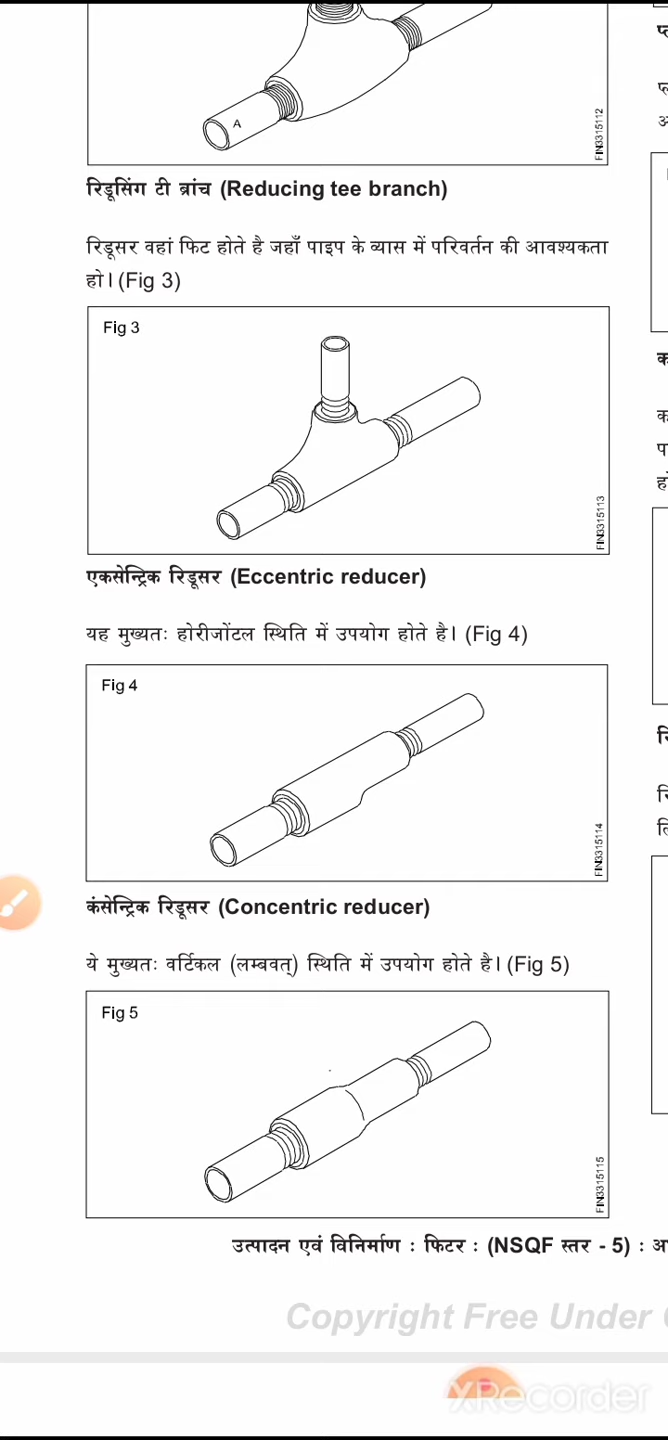 A
FIN3315112
रिडूसिंग टी ब्रांच (Reducing tee branch)
रिडूसर वहां फिट होते है जहाँ पाइप के व्यास में परिवर्तन की आवश्यकता
हो। (Fig 3)
Fig 3
FIN3315113
एकसेन्ट्रिक रिडूसर (Eccentric reducer)
यह मुख्यतः होरीजोंटल स्थिति में उपयोग होते है। (Fig 4)
Fig 4
FIN3315114
कंसेन्ट्रिक रिडूसर (Concentric reducer)
ये मुख्यतः वर्टिकल (लम्बवत्) स्थिति में उपयोग होते है। (Fig 5)
Fig 5
FIN3315115
उत्पादन एवं विनिर्माण : फिटर : (NSQF स्तर - 5) :
Copyright Free Under
XRecorder